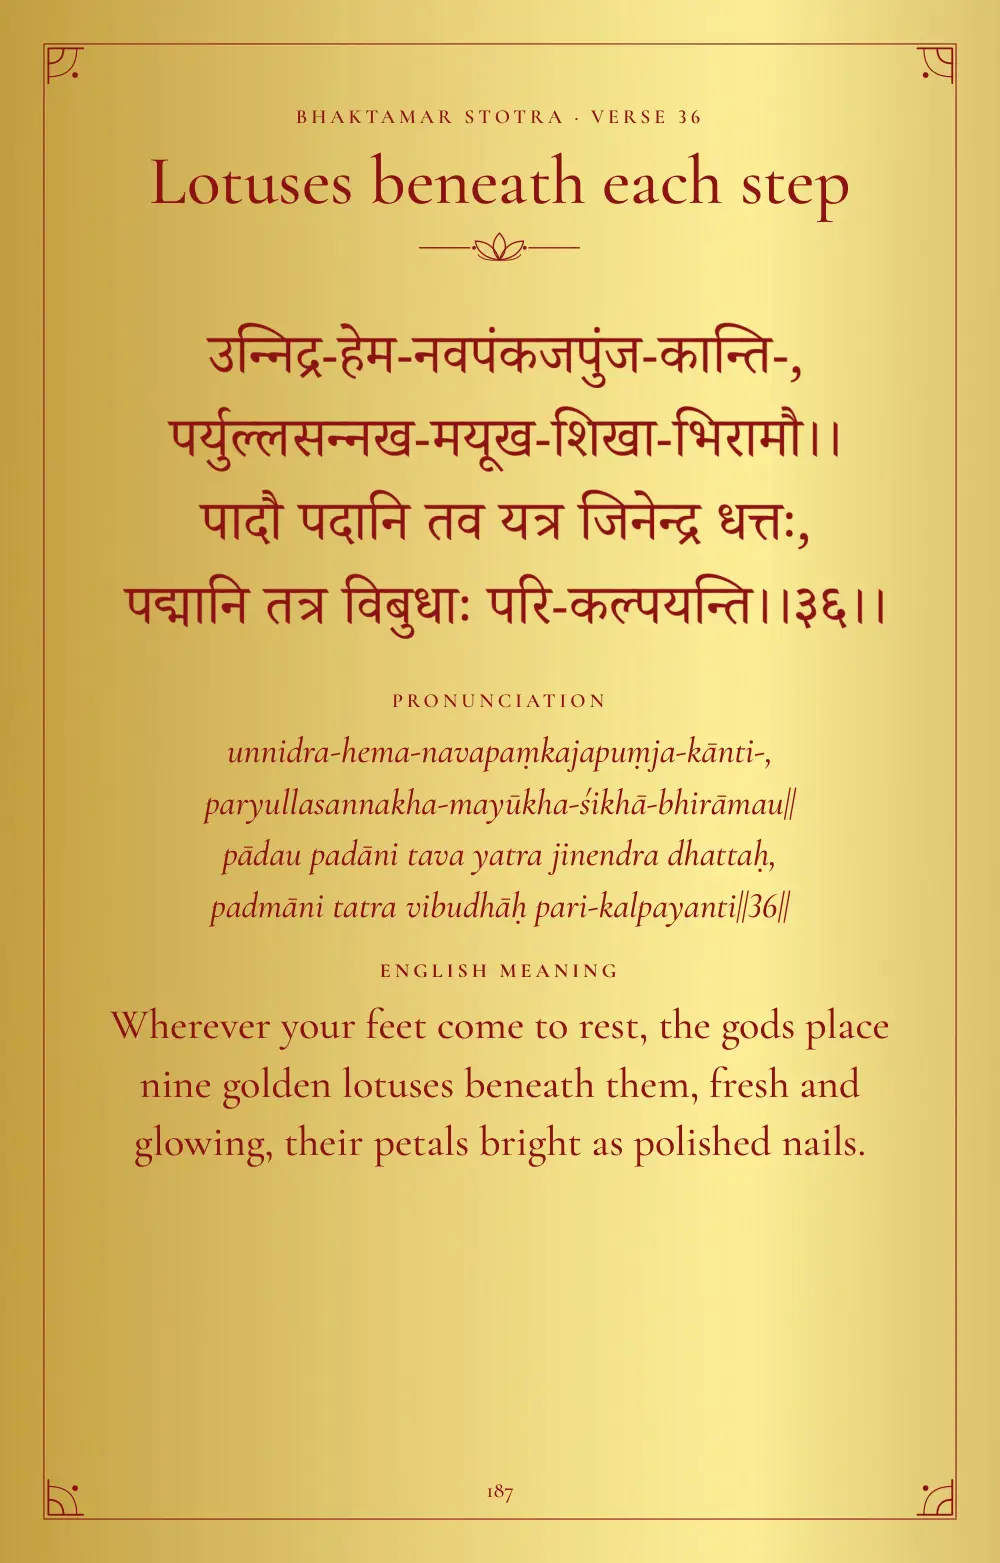 BHAKTAMAR STOTRA · VERSE 36
Lotuses beneath each step
उन्निद्र-हेम-नवपंकजपुंज-कान्ति-,
पर्युल्लसन्नख-मयूख-शिखा-भिरामौ।।
पादौ पदानि तव यत्र जिनेन्द्र धत्तः,
पद्मानि तत्र विबुधाः परि-कल्पयन्ति।।३६।।
PRONUNCIATION
unnidra-hema-navapaṃkajapuṃja-kānti-,
paryullasannakha-mayūkha-śikhā-bhirāmau||
pādau padāni tava yatra jinendra dhattaḥ,
padmāni tatra vibudhāḥ pari-kalpayanti||36||
ENGLISH MEANING
Wherever your feet come to rest, the gods place
nine golden lotuses beneath them, fresh and
glowing, their petals bright as polished nails.
187